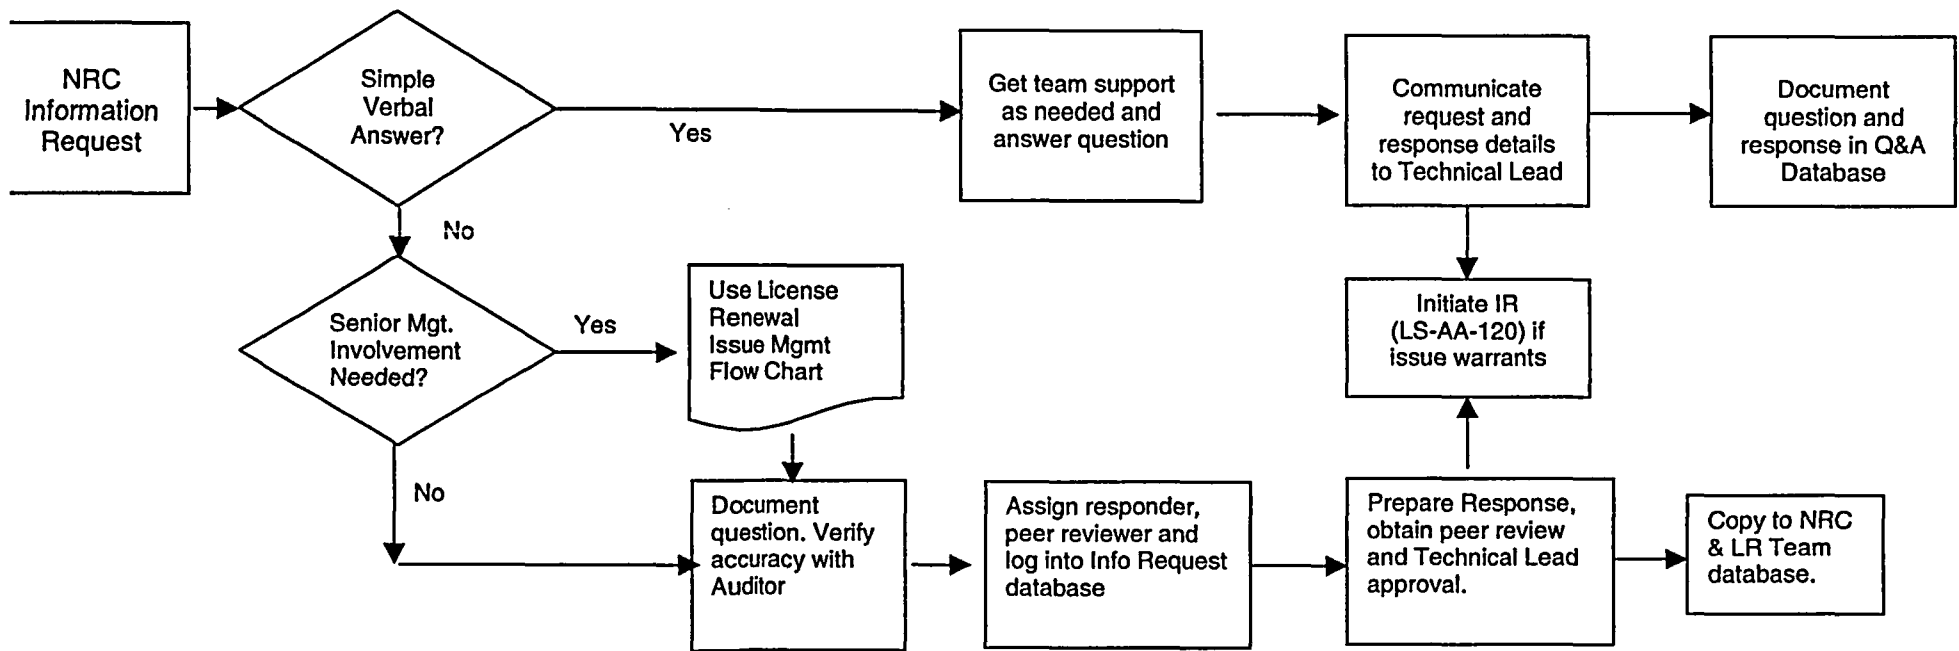 NRC
Information
Request
Simple
Verbal
Answer?
Yes
Get team support
as needed and
answer question
Communicate
request and
response details
to Technical Lead
Document
question and
response in Q&A
Database
No
Senior Mgt.
Involvement
Needed?
Yes
Use License
Renewal
Issue Mgmt
Flow Chart
Initiate IR
(LS-AA-120) if
issue warrants
No
Document
question. Verify
accuracy with
Auditor
Assign responder,
peer reviewer and
log into Info Request
database
Prepare Response,
obtain peer review
and Technical Lead
approval.
Copy to NRC
& LR Team
database.